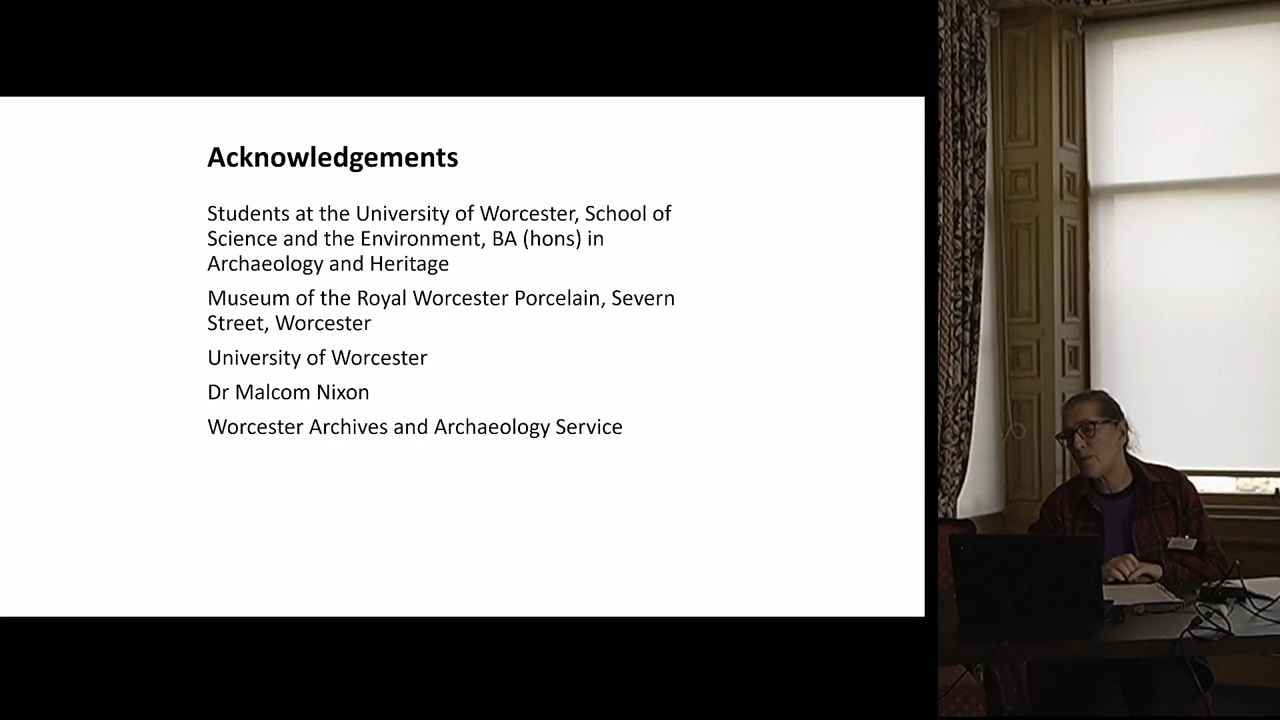 Acknowledgements
Students at the University of Worcester, School of
Science and the Environment, BA (hons) in
Archaeology and Heritage
Museum of the Royal Worcester Porcelain, Severn
Street, Worcester
University of Worcester
Dr Malcom Nixon
Worcester Archives and Archaeology Service